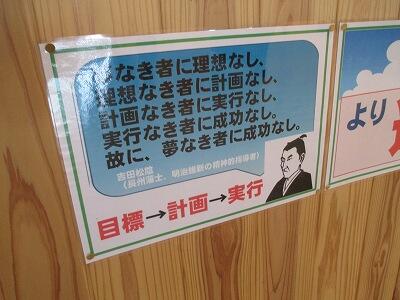 なき者に理想なし、
理想なき者に計画なし、
計画なき者に実行なし、
実行なき者に成功なし。
故に、夢なき者に成功なし。
吉田松陰
(長州藩士、明治維新の精神的指導者)
目標→計画→実行
より